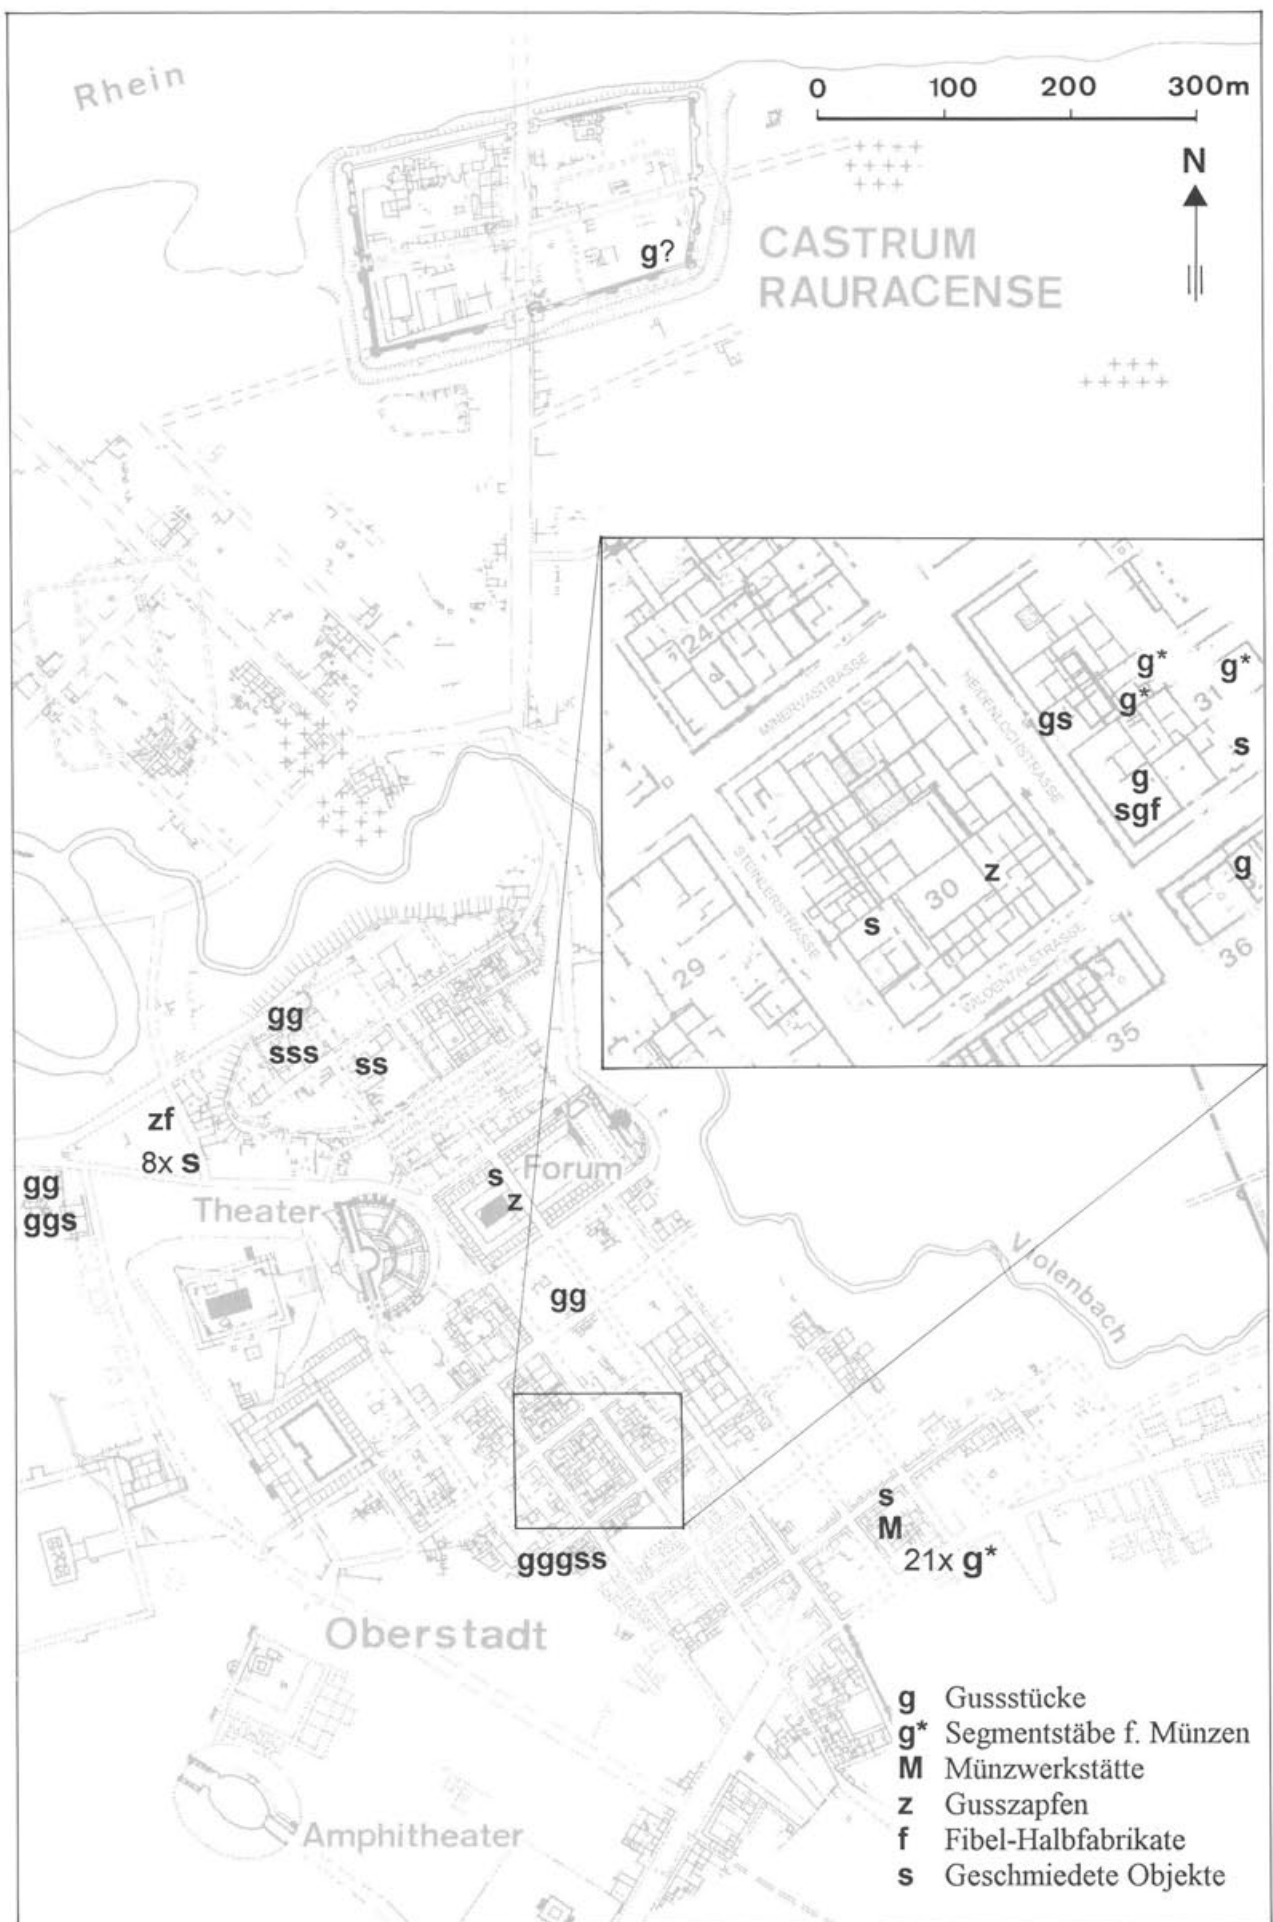 Rhein
0 100 200 300m
N
CASTRUM
RAURACENSE
g?
24
MINERVASTRASSE
HEIDENLOCHSTRASSE
g*
g*
g*
31
gs
s
g
sgf
STEINLERSTRASSE
z
30
g
s
29
WILDENTALSTRASSE
36
35
gg
sss
ss
zf
8x s
gg
ggs
s
Forum
z
Theater
Violenbach
gg
s
M
21x g*
gggss
Oberstadt
Amphitheater
g Gussstücke
g* Segmentstäbe f. Münzen
M Münzwerkstätte
z Gusszapfen
f Fibel-Halbfabrikate
s Geschmiedete Objekte